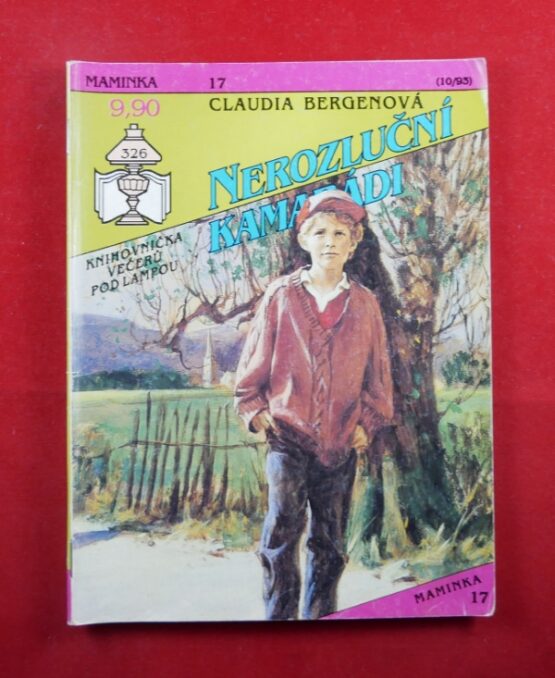 MAMINKA 17 (10/93)
9,90
CLAUDIA BERGENOVÁ
326
NEROZLUČNÍ
KAMARÁDI
KNIHOVNIČKA
VEČERŮ
POD LAMPOU
MAMINKA
17